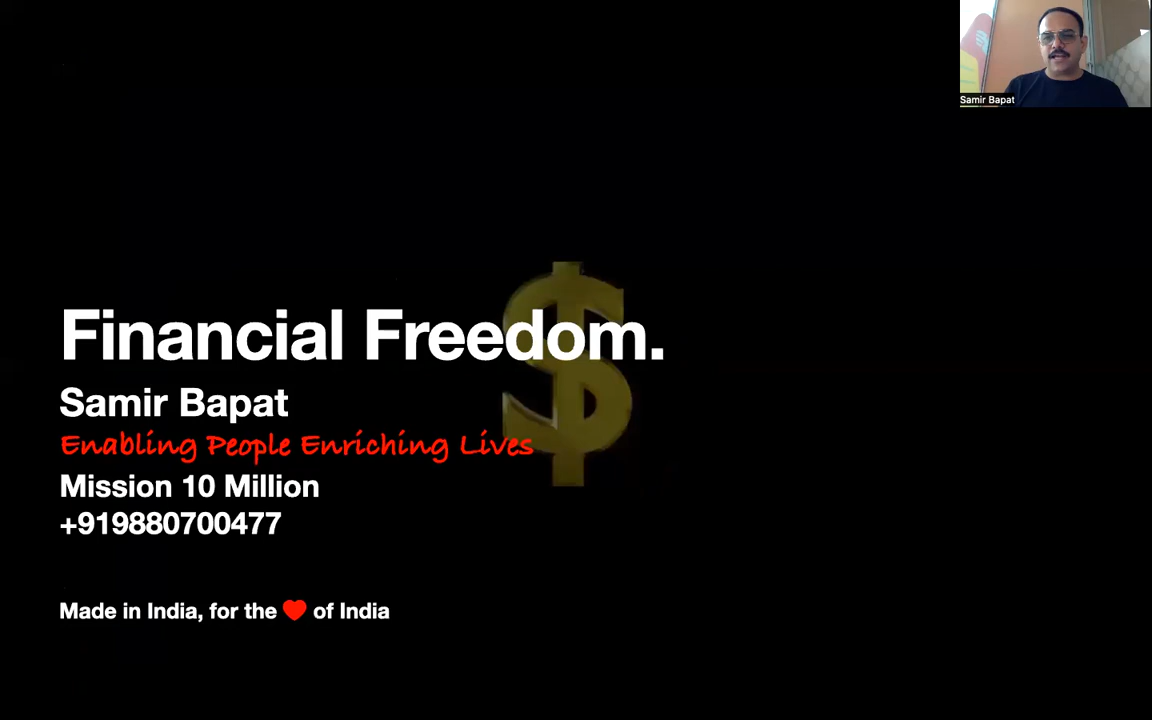 Samir Bapat
Financial Freedom.
Samir Bapat
Enabling People Enriching Lives
Mission 10 Million
+919880700477
Made in India, for the ❤️ of India